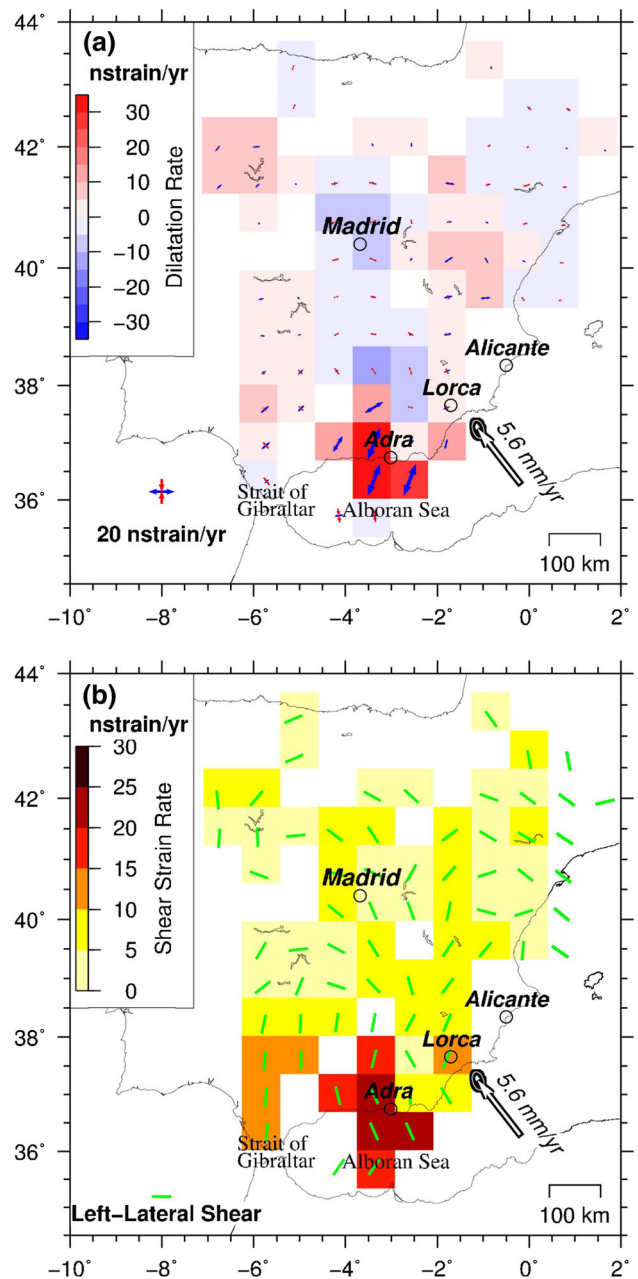 44°
(a)
nstrain/yr
30
20
10
0
−10
−20
−30
Dilatation Rate
42°
Madrid
40°
Alicante
38°
Lorca
Adra
5.6 mm/yr
36°
Strait of
Gibraltar
Alboran Sea
20 nstrain/yr
100 km
−10° −8° −6° −4° −2° 0° 2°
44°
(b)
nstrain/yr
30
25
20
15
10
5
0
Shear Strain Rate
42°
Madrid
40°
Alicante
38°
Lorca
Adra
5.6 mm/yr
36°
Strait of
Gibraltar
Alboran Sea
Left−Lateral Shear
100 km
−10° −8° −6° −4° −2° 0° 2°